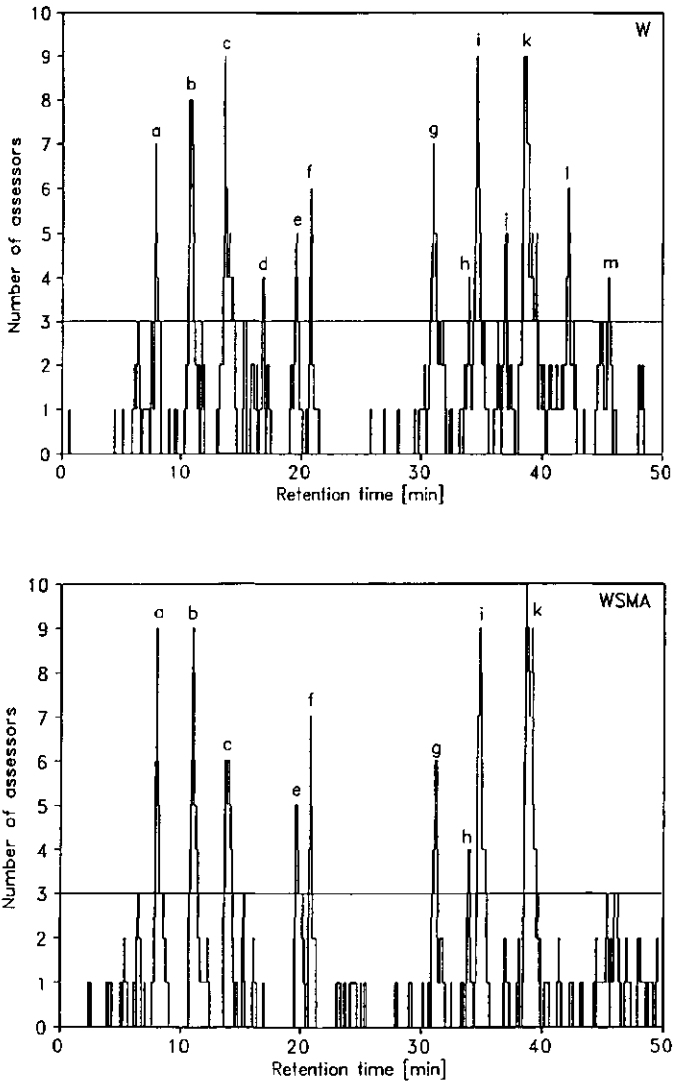 10
9
8
7
6
5
4
3
2
1
0
Number of assessors
W
a
b
c
d
e
f
g
h
i
j
k
l
m
0 10 20 30 40 50
Retention time [min]
10
9
8
7
6
5
4
3
2
1
0
Number of assessors
WSMA
a
b
c
e
f
g
h
i
k
0 10 20 30 40 50
Retention time [min]